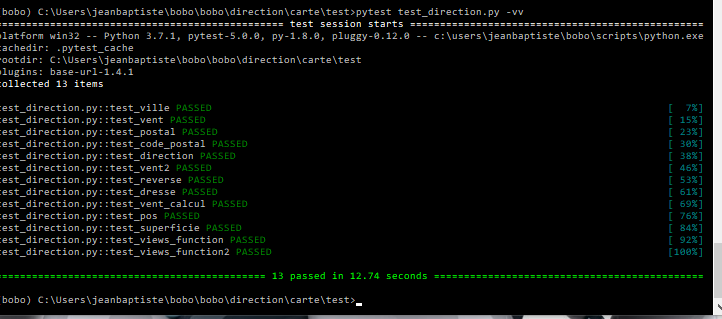 bobo) C:\Users\jeanbaptiste\bobo\bobo\direction\carte\test>pytest test_direction.py -vv
============================================ test session starts ============================================
platform win32 -- Python 3.7.1, pytest-5.0.0, py-1.8.0, pluggy-0.12.0 -- c:\users\jeanbaptiste\bobo\scripts\python.exe
cachedir: .pytest_cache
rootdir: C:\Users\jeanbaptiste\bobo\bobo\direction\carte\test
plugins: base-url-1.4.1
collected 13 items
test_direction.py::test_ville PASSED [ 7%]
test_direction.py::test_vent PASSED [ 15%]
test_direction.py::test_postal PASSED [ 23%]
test_direction.py::test_code_postal PASSED [ 30%]
test_direction.py::test_direction PASSED [ 38%]
test_direction.py::test_vent2 PASSED [ 46%]
test_direction.py::test_reverse PASSED [ 53%]
test_direction.py::test_dresse PASSED [ 61%]
test_direction.py::test_vent_calcul PASSED [ 69%]
test_direction.py::test_pos PASSED [ 76%]
test_direction.py::test_superficie PASSED [ 84%]
test_direction.py::test_views_function PASSED [ 92%]
test_direction.py::test_views_function2 PASSED [100%]
========================================= 13 passed in 12.74 seconds =========================================
bobo) C:\Users\jeanbaptiste\bobo\bobo\direction\carte\test>